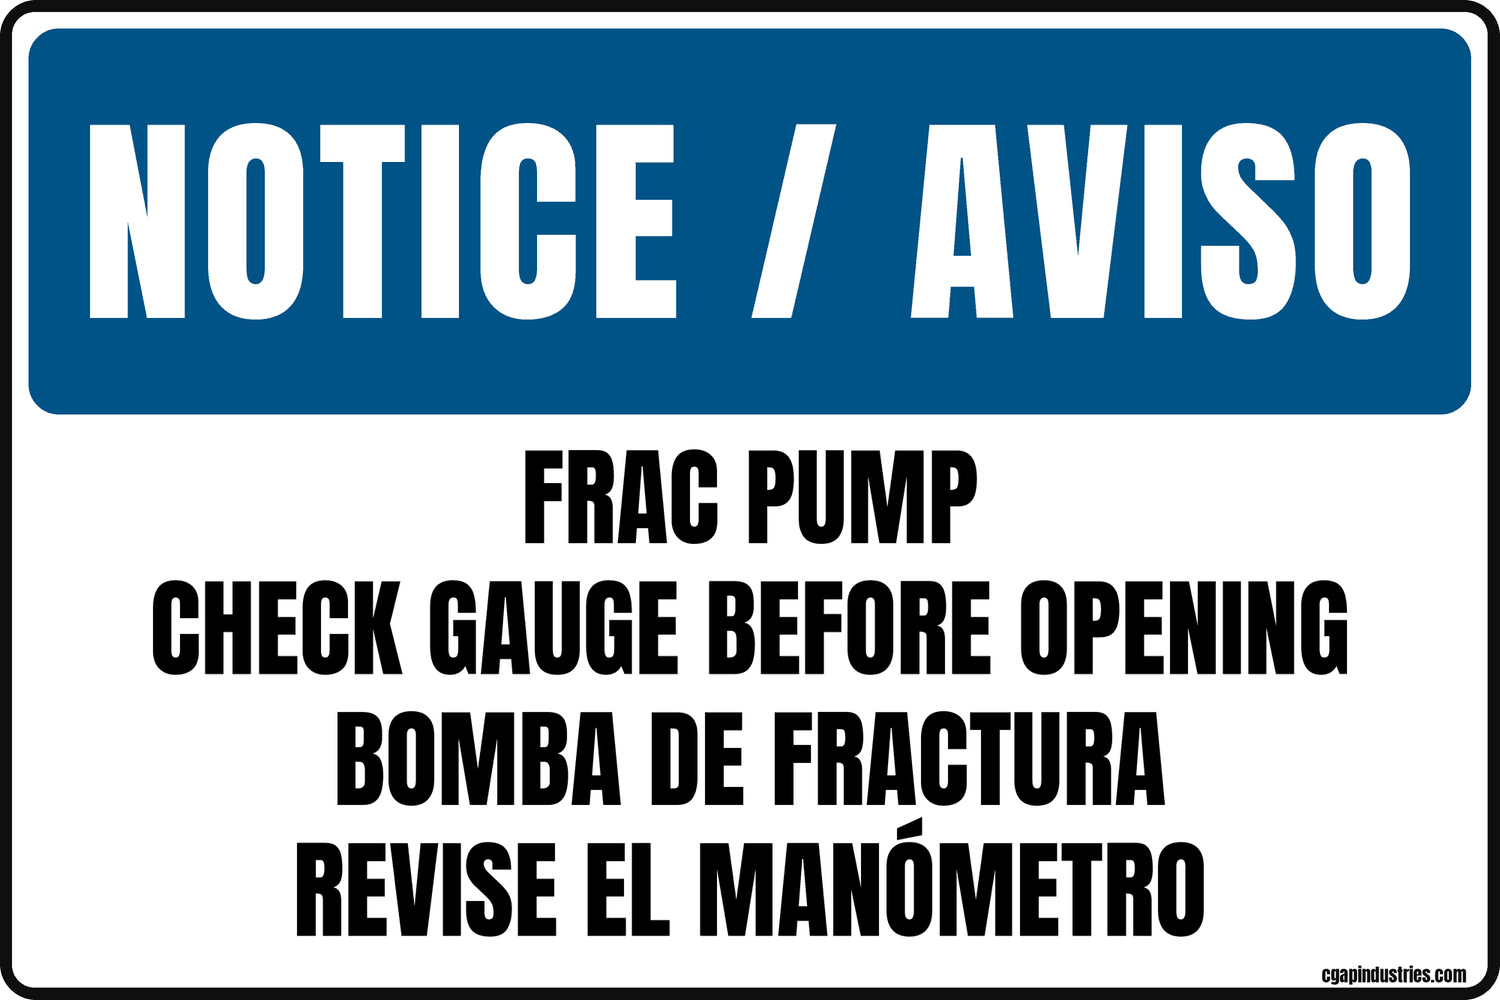 NOTICE / AVISO
FRAC PUMP
CHECK GAUGE BEFORE OPENING
BOMBA DE FRACTURA
REVISE EL MANÓMETRO
cgapindustries.com